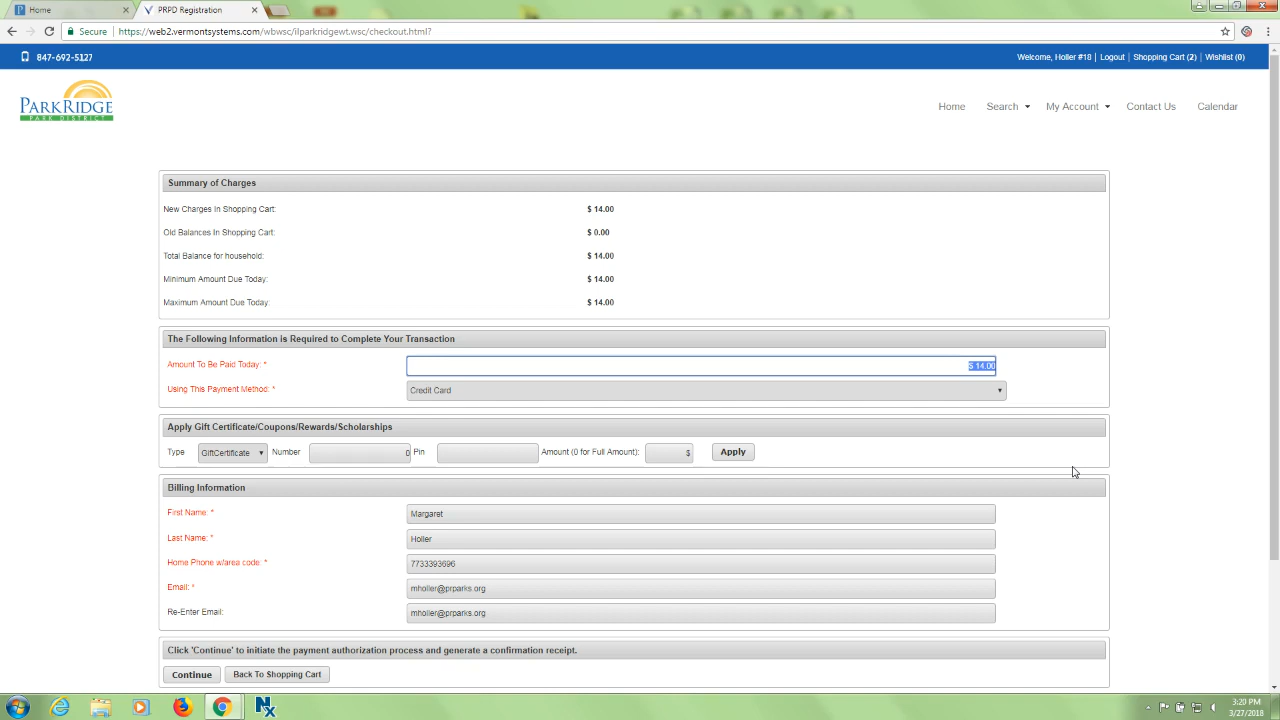 Home
PRPD Registration
Secure
https://web2.vermontsystems.com/wbwsc/ilparkridgewt.wsc/checkout.html?
847-692-5127
Welcome, Holler #18 | Logout | Shopping Cart (2) | Wishlist (0)
PARKRIDGE
PARK DISTRICT
Home Search My Account Contact Us Calendar
Summary of Charges
New Charges In Shopping Cart: $ 14.00
Old Balances In Shopping Cart: $ 0.00
Total Balance for household: $ 14.00
Minimum Amount Due Today: $ 14.00
Maximum Amount Due Today: $ 14.00
The Following Information is Required to Complete Your Transaction
Amount To Be Paid Today: * $ 14.00
Using This Payment Method: * Credit Card
Apply Gift Certificate/Coupons/Rewards/Scholarships
Type GiftCertificate Number 0 Pin Amount (0 for Full Amount): $ Apply
Billing Information
First Name: * Margaret
Last Name: * Holler
Home Phone w/area code: * 7733393696
Email: * mholler@prparks.org
Re-Enter Email: mholler@prparks.org
Click 'Continue' to initiate the payment authorization process and generate a confirmation receipt.
Continue Back To Shopping Cart
3:20 PM
3/27/2018